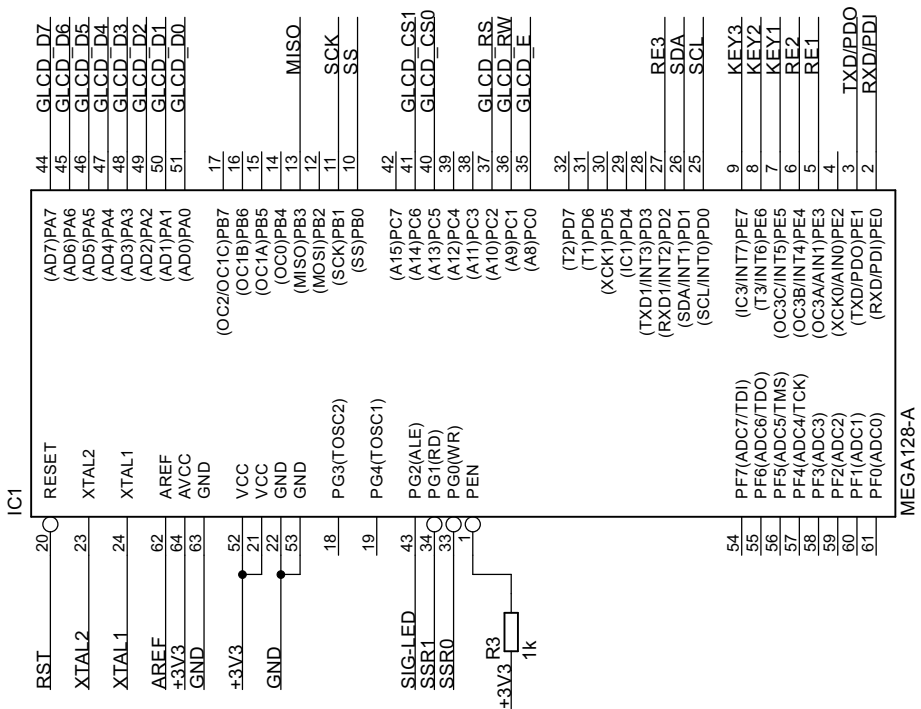 IC1
RST 20 RESET (AD7)PA7 44 GLCD_D7
(AD6)PA6 45 GLCD_D6
XTAL2 23 XTAL2 (AD5)PA5 46 GLCD_D5
(AD4)PA4 47 GLCD_D4
XTAL1 24 XTAL1 (AD3)PA3 48 GLCD_D3
(AD2)PA2 49 GLCD_D2
AREF 62 AREF (AD1)PA1 50 GLCD_D1
+3V3 64 AVCC (AD0)PA0 51 GLCD_D0
GND 63 GND
(OC2/OC1C)PB7 17
+3V3 52 VCC (OC1B)PB6 16
21 VCC (OC1A)PB5 15
GND 22 GND (OC0)PB4 14
53 GND (MISO)PB3 13 MISO
(MOSI)PB2 12
18 PG3(TOSC2) (SCK)PB1 11 SCK
(SS)PB0 10 SS
19 PG4(TOSC1)
(A15)PC7 42
SIG-LED 43 PG2(ALE) (A14)PC6 41 GLCD_CS1
SSR1 34 PG1(RD) (A13)PC5 40 GLCD_CS0
SSR0 33 PG0(WR) (A12)PC4 39
1 PEN (A11)PC3 38
(A10)PC2 37 GLCD_RS
R3
+3V3
1k
(A9)PC1 36 GLCD_RW
(A8)PC0 35 GLCD_E
(T2)PD7 32
(T1)PD6 31
(XCK1)PD5 30
(IC1)PD4 29
(TXD1/INT3)PD3 28
(RXD1/INT2)PD2 27 RE3
(SDA/INT1)PD1 26 SDA
(SCL/INT0)PD0 25 SCL
54 PF7(ADC7/TDI) (IC3/INT7)PE7 9 KEY3
55 PF6(ADC6/TDO) (T3/INT6)PE6 8 KEY2
56 PF5(ADC5/TMS) (OC3C/INT5)PE5 7 KEY1
57 PF4(ADC4/TCK) (OC3B/INT4)PE4 6 RE2
58 PF3(ADC3) (OC3A/AIN1)PE3 5 RE1
59 PF2(ADC2) (XCK0/AIN0)PE2 4
60 PF1(ADC1) (TXD/PDO)PE1 3 TXD/PDO
61 PF0(ADC0) (RXD/PDI)PE0 2 RXD/PDI
MEGA128-A